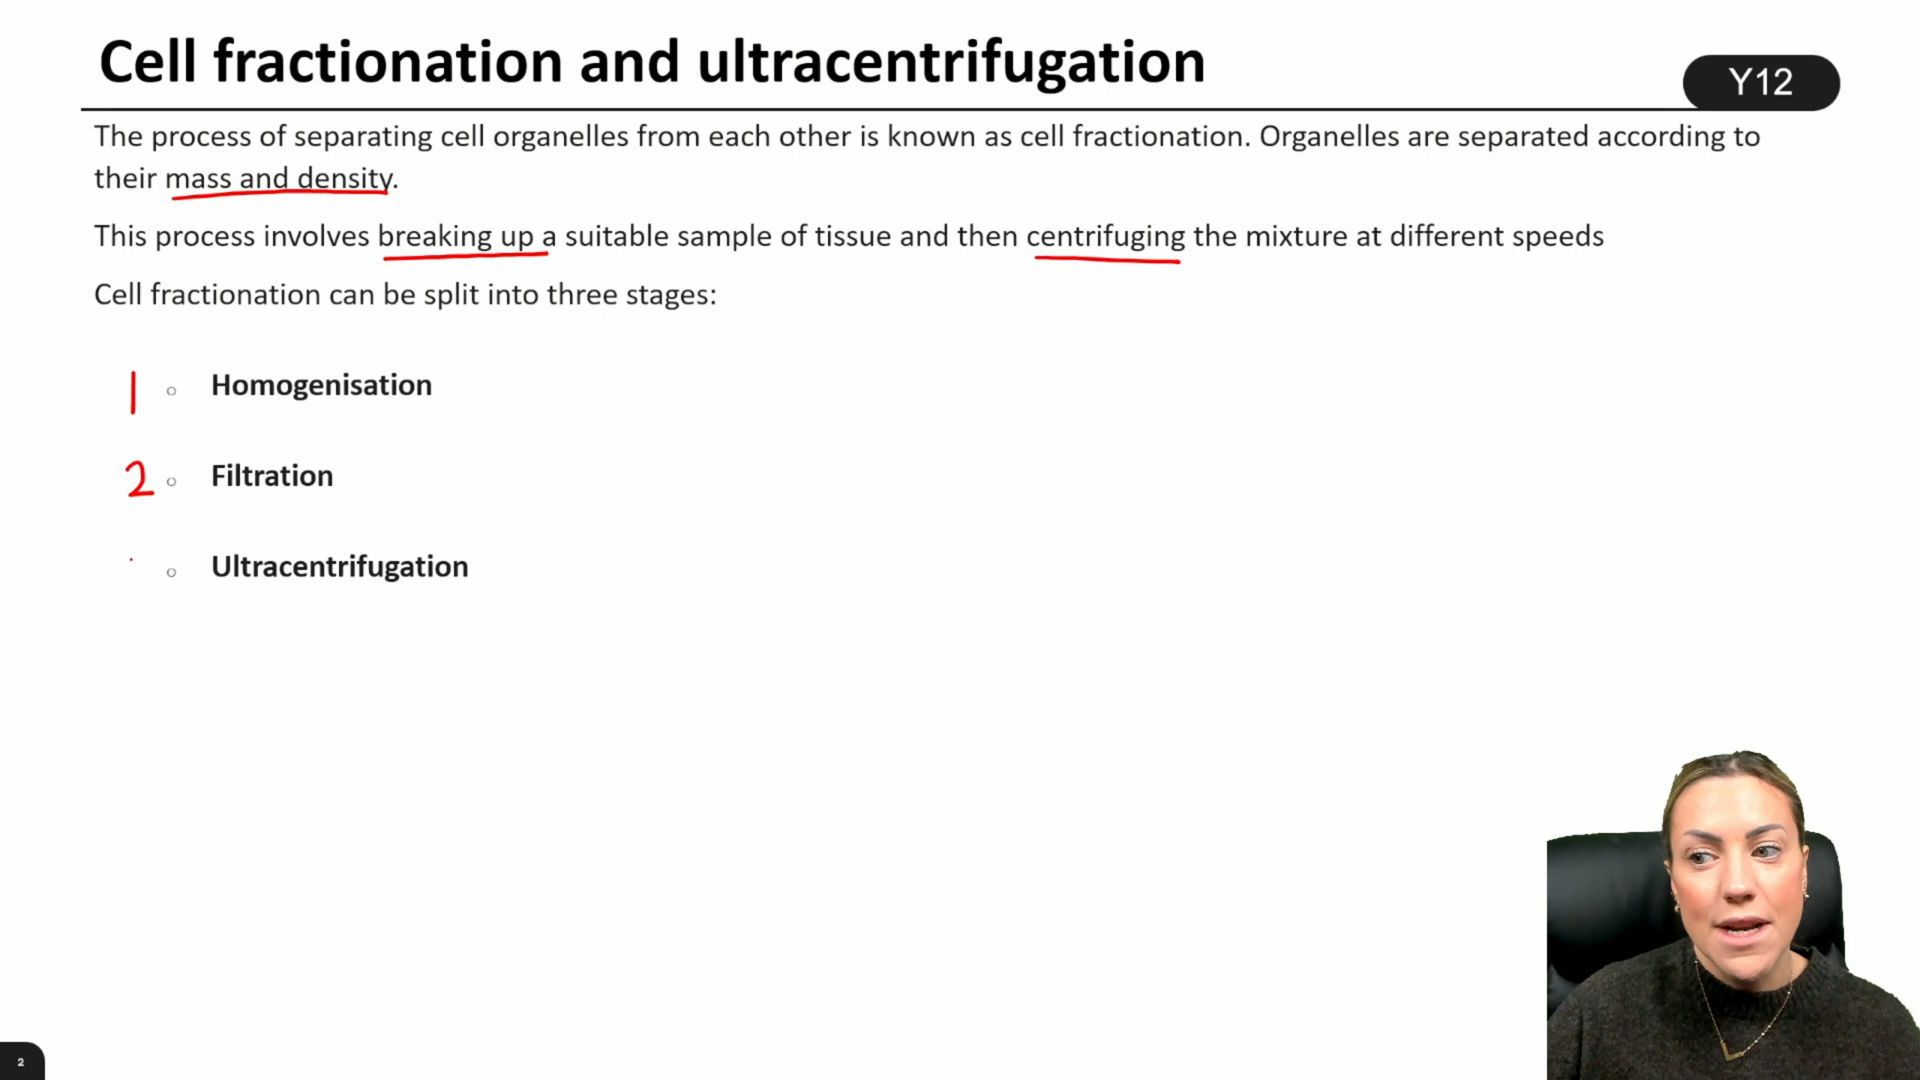 Cell fractionation and ultracentrifugation
Y12
The process of separating cell organelles from each other is known as cell fractionation. Organelles are separated according to
their mass and density.
This process involves breaking up a suitable sample of tissue and then centrifuging the mixture at different speeds
Cell fractionation can be split into three stages:
1 ○ Homogenisation
2 ○ Filtration
○ Ultracentrifugation
2